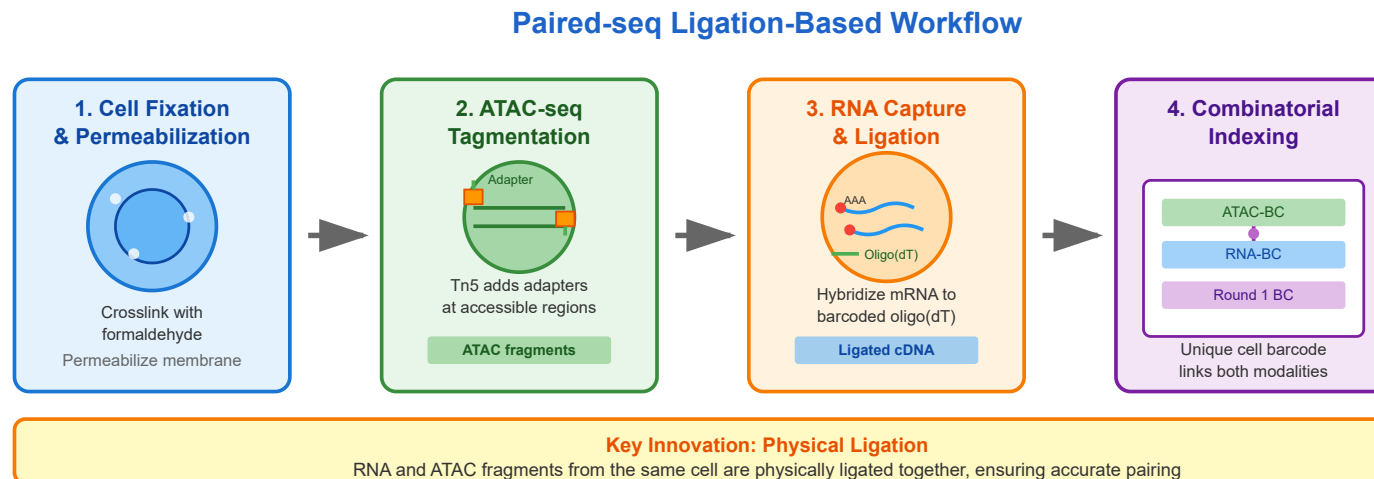 Paired-seq Ligation-Based Workflow
1. Cell Fixation
& Permeabilization
Crosslink with
formaldehyde
Permeabilize membrane
2. ATAC-seq
Tagmentation
Adapter
Tn5 adds adapters
at accessible regions
ATAC fragments
3. RNA Capture
& Ligation
AAA
Oligo(dT)
Hybridize mRNA to
barcoded oligo(dT)
Ligated cDNA
4. Combinatorial
Indexing
ATAC-BC
RNA-BC
Round 1 BC
Unique cell barcode
links both modalities
Key Innovation: Physical Ligation
RNA and ATAC fragments from the same cell are physically ligated together, ensuring accurate pairing